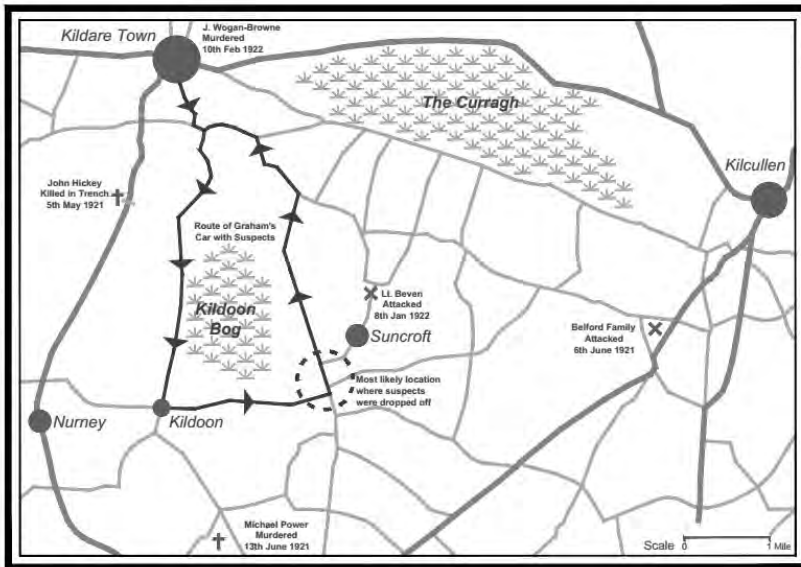 Kildare Town
J. Wogan-Browne
Murdered
10th Feb 1922
The Curragh
Kilcullen
John Hickey
Killed in Trench
5th May 1921
Route of Graham's
Car with Suspects
Kildoon
Bog
Lt. Beven
Attacked
8th Jan 1922
Suncroft
Belford Family
Attacked
6th June 1921
Most likely location
where suspects
were dropped off
Nurney
Kildoon
Michael Power
Murdered
13th June 1921
Scale
0
1 Mile